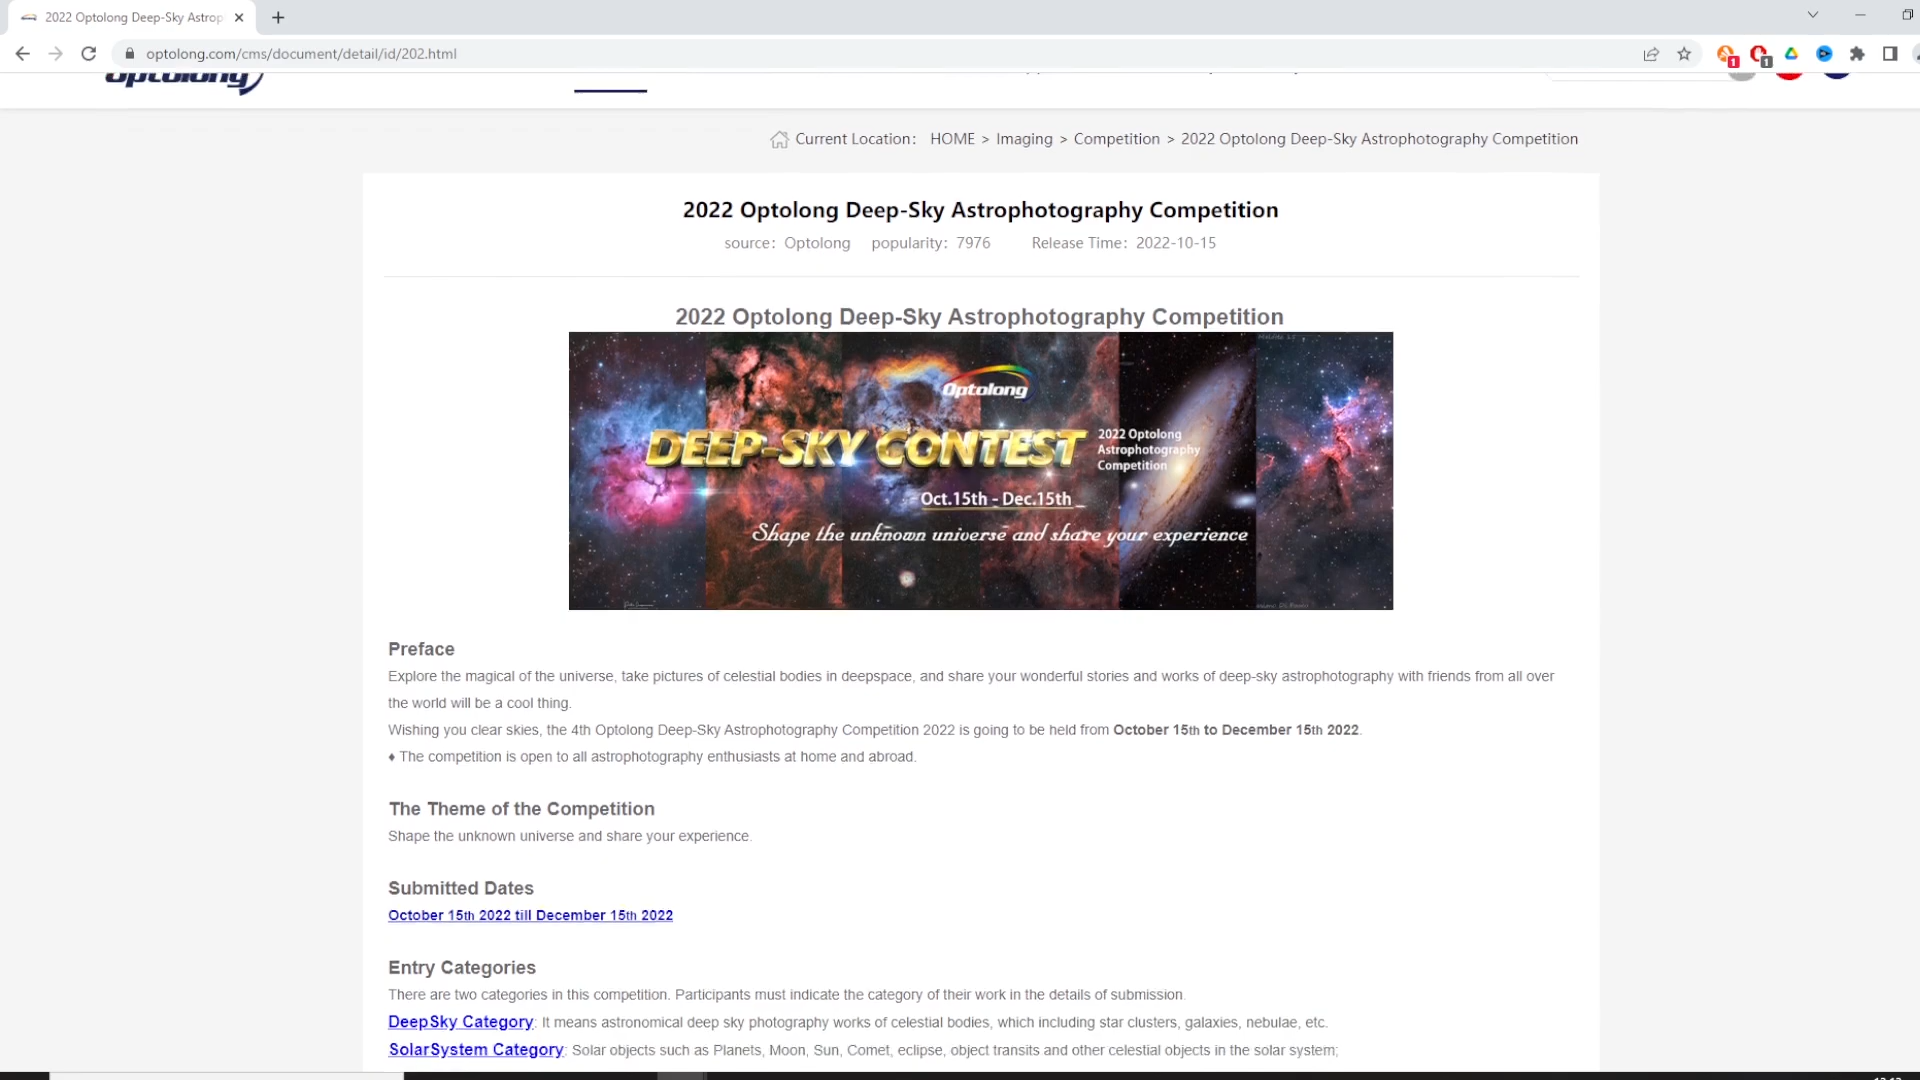 2022 Optolong Deep-Sky Astrop
optolong.com/cms/document/detail/id/202.html
1
1
optolong
Current Location: HOME > Imaging > Competition > 2022 Optolong Deep-Sky Astrophotography Competition
2022 Optolong Deep-Sky Astrophotography Competition
source: Optolong popularity: 7976 Release Time: 2022-10-15
2022 Optolong Deep-Sky Astrophotography Competition
Optolong
DEEP-SKY CONTEST
2022 Optolong
Astrophotography
Competition
Oct.15th - Dec.15th
Shape the unknown universe and share your experience
Preface
Explore the magical of the universe, take pictures of celestial bodies in deepspace, and share your wonderful stories and works of deep-sky astrophotography with friends from all over
the world will be a cool thing.
Wishing you clear skies, the 4th Optolong Deep-Sky Astrophotography Competition 2022 is going to be held from October 15th to December 15th 2022.
♦ The competition is open to all astrophotography enthusiasts at home and abroad.
The Theme of the Competition
Shape the unknown universe and share your experience.
Submitted Dates
October 15th 2022 till December 15th 2022
Entry Categories
There are two categories in this competition. Participants must indicate the category of their work in the details of submission.
DeepSky Category: It means astronomical deep sky photography works of celestial bodies, which including star clusters, galaxies, nebulae, etc.
SolarSystem Category: Solar objects such as Planets, Moon, Sun, Comet, eclipse, object transits and other celestial objects in the solar system;